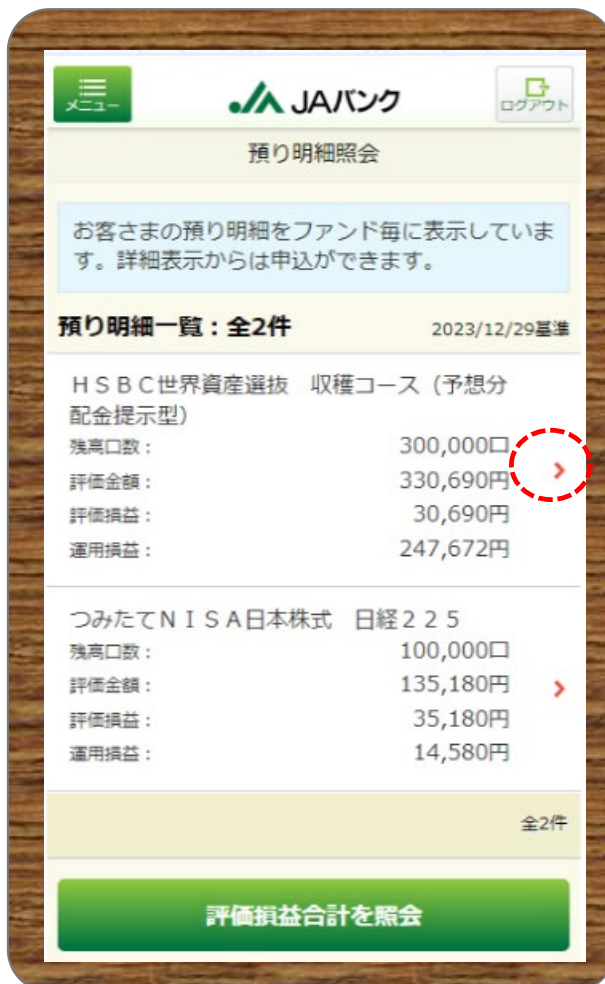 メニュー
JAバンク
ログアウト
預り明細照会
お客さまの預り明細をファンド毎に表示していま
す。詳細表示からは申込ができます。
預り明細一覧：全2件 2023/12/29基準
ＨＳＢＣ世界資産選抜　収穫コース（予想分
配金提示型）
残高口数： 300,000口
評価金額： 330,690円
評価損益： 30,690円
運用損益： 247,672円
つみたてＮＩＳＡ日本株式　日経２２５
残高口数： 100,000口
評価金額： 135,180円
評価損益： 35,180円
運用損益： 14,580円
全2件
評価損益合計を照会